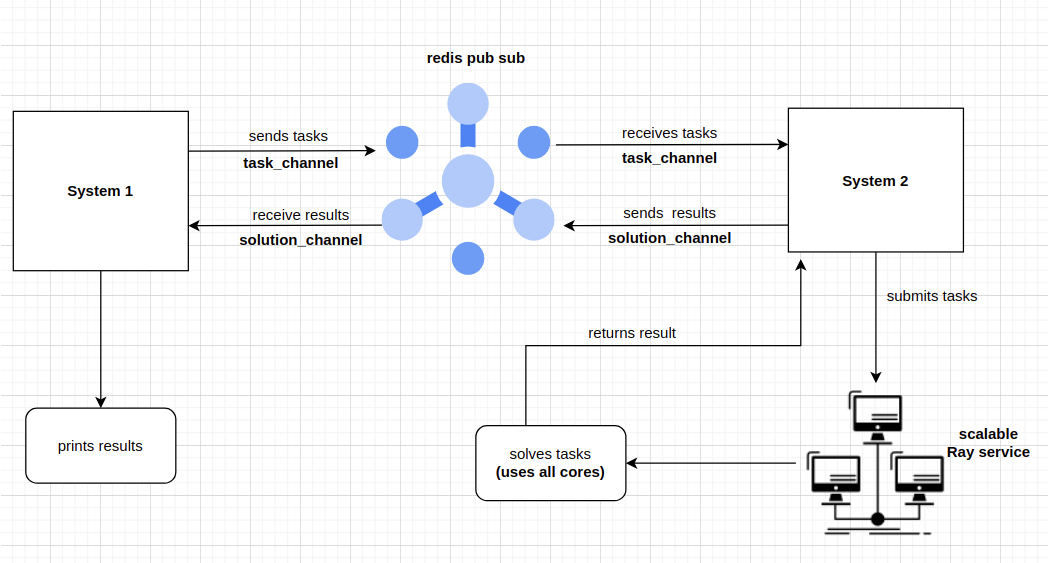 redis pub sub
sends tasks
task_channel
receives tasks
task_channel
System 1
System 2
receive results
solution_channel
sends results
solution_channel
submits tasks
returns result
prints results
solves tasks
(uses all cores)
scalable
Ray service